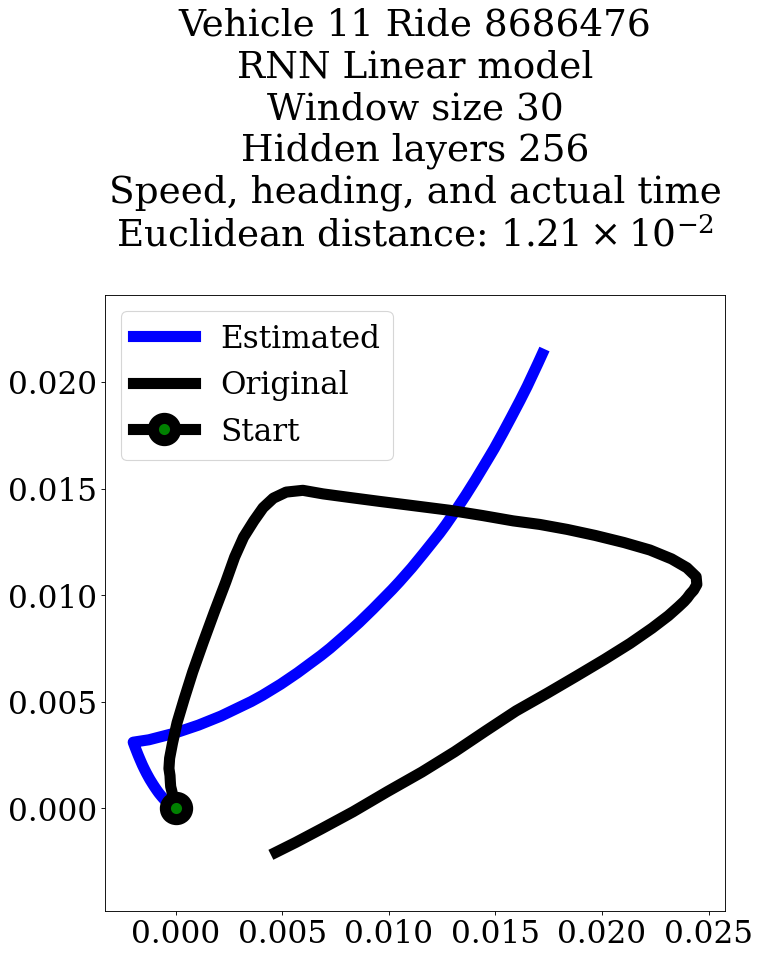 Vehicle 11 Ride 8686476
RNN Linear model
Window size 30
Hidden layers 256
Speed, heading, and actual time
Euclidean distance: 1.21 × 10⁻²
Estimated
Original
Start
0.020
0.015
0.010
0.005
0.000
0.000 0.005 0.010 0.015 0.020 0.025